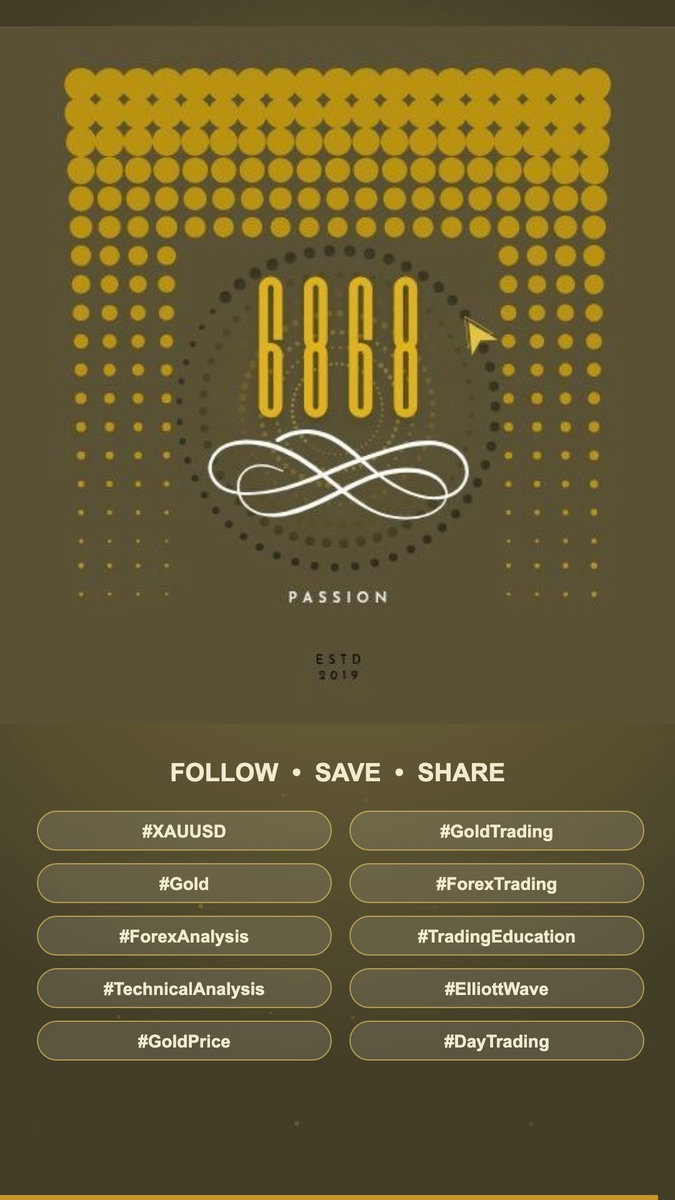 6868
PASSION
ESTD
2019
FOLLOW • SAVE • SHARE
#XAUUSD #GoldTrading
#Gold #ForexTrading
#ForexAnalysis #TradingEducation
#TechnicalAnalysis #ElliottWave
#GoldPrice #DayTrading